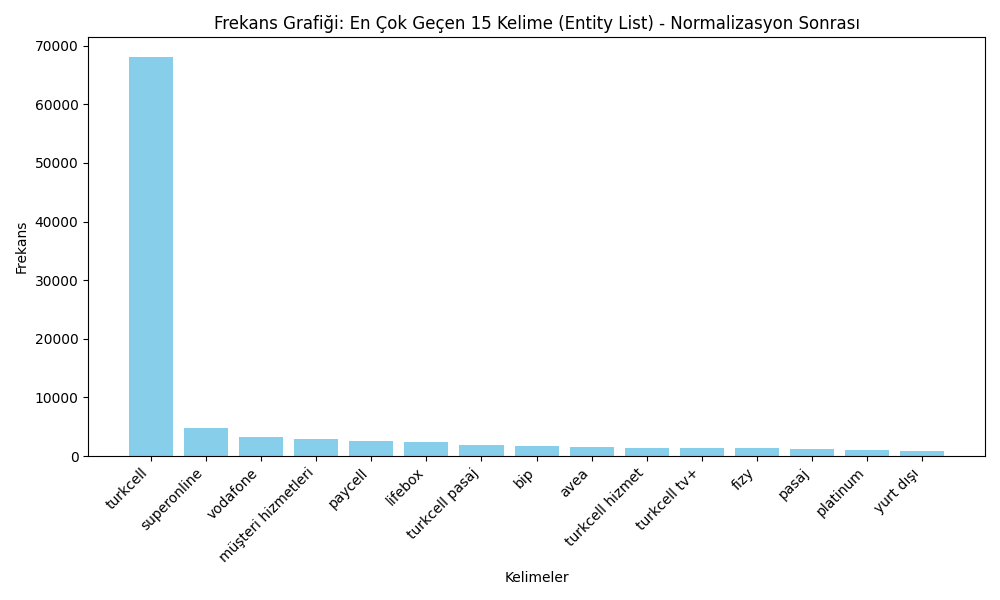 Frekans Grafiği: En Çok Geçen 15 Kelime (Entity List) - Normalizasyon Sonrası
Frekans
70000
60000
50000
40000
30000
20000
10000
0
turkcell
superonline
vodafone
müşteri hizmetleri
paycell
lifebox
turkcell pasaj
bip
avea
turkcell hizmet
turkcell tv+
fizy
pasaj
platinum
yurt dışı
Kelimeler